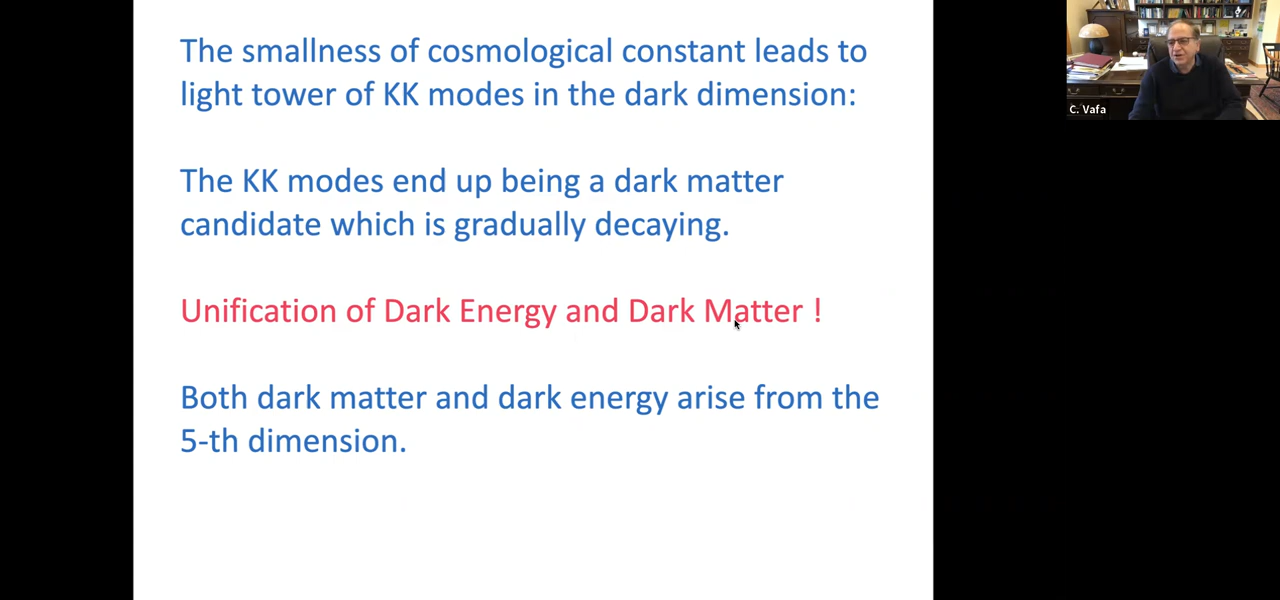 The smallness of cosmological constant leads to
light tower of KK modes in the dark dimension:
The KK modes end up being a dark matter
candidate which is gradually decaying.
Unification of Dark Energy and Dark Matter !
Both dark matter and dark energy arise from the
5-th dimension.
C. Vafa